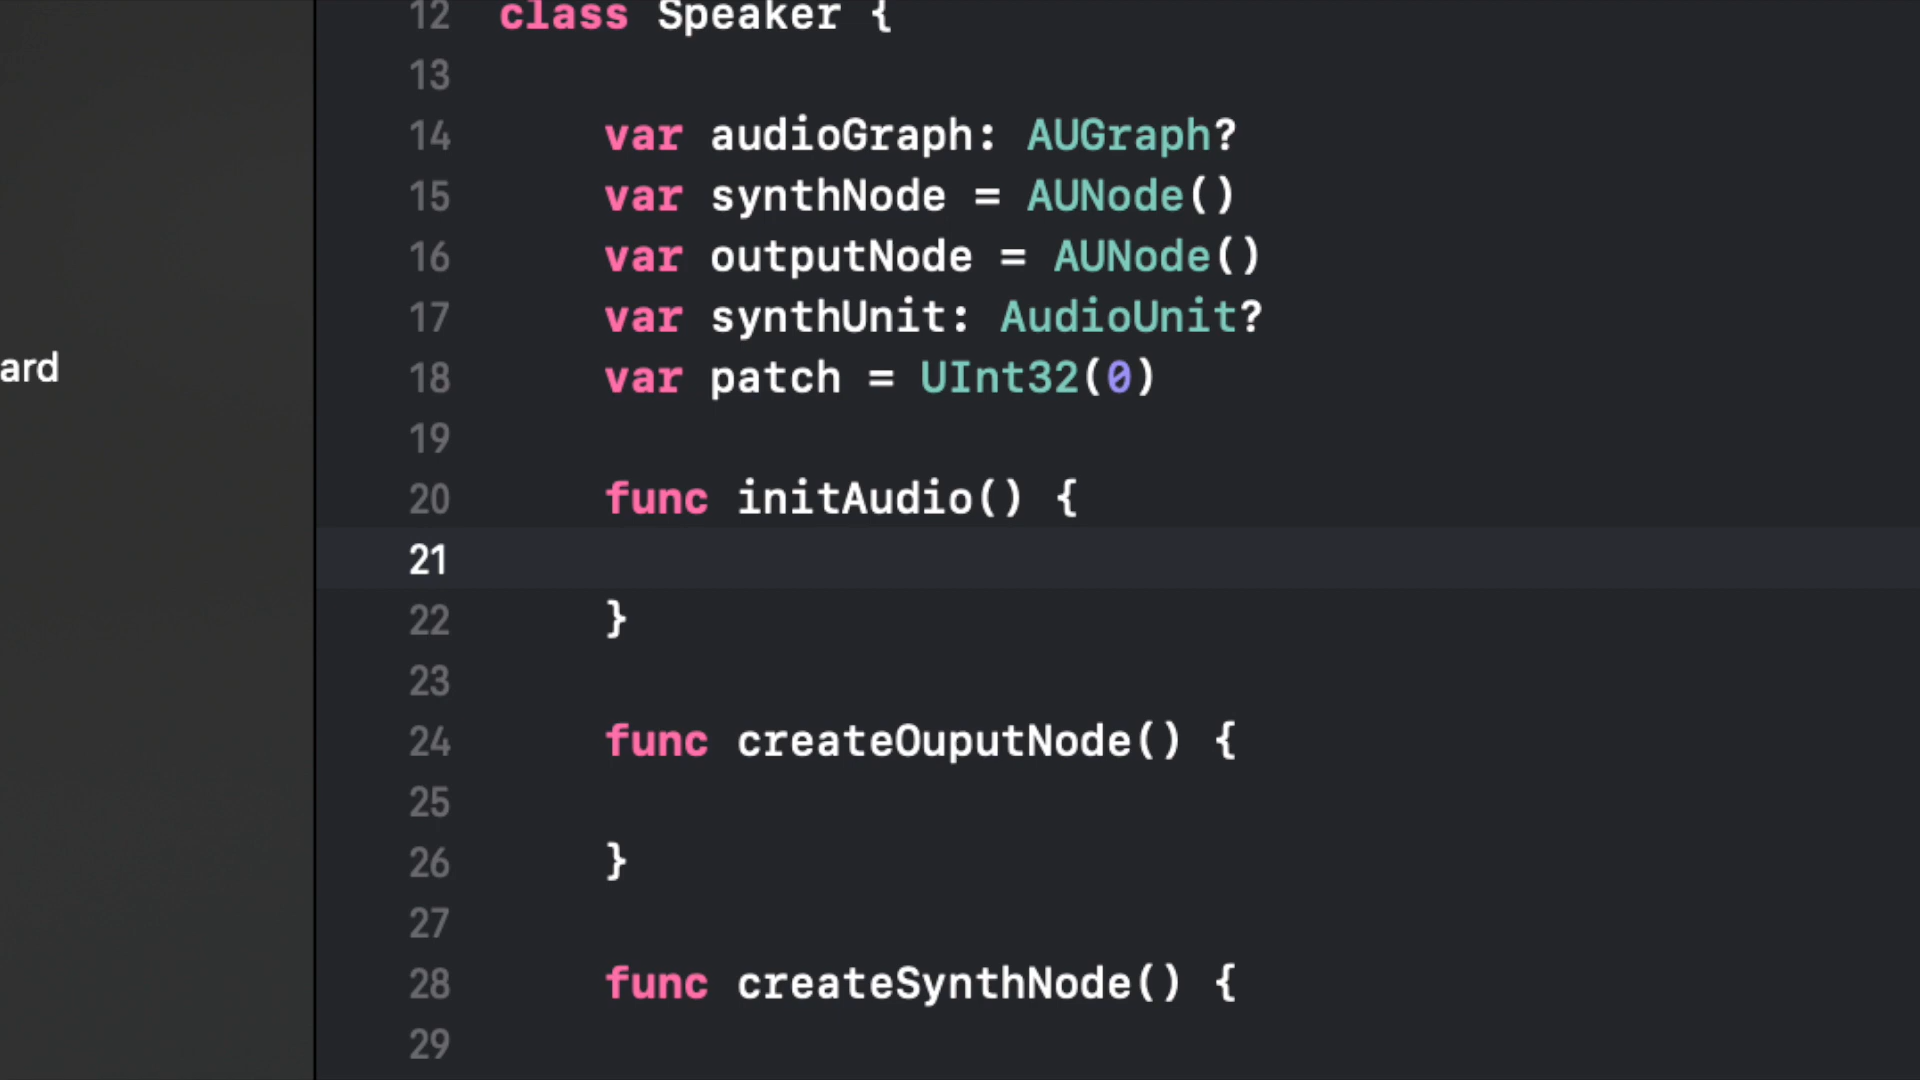 12 class Speaker {
13
14 var audioGraph: AUGraph?
15 var synthNode = AUNode()
16 var outputNode = AUNode()
17 var synthUnit: AudioUnit?
ard
18 var patch = UInt32(0)
19
20 func initAudio() {
21
22 }
23
24 func createOuputNode() {
25
26 }
27
28 func createSynthNode() {
29